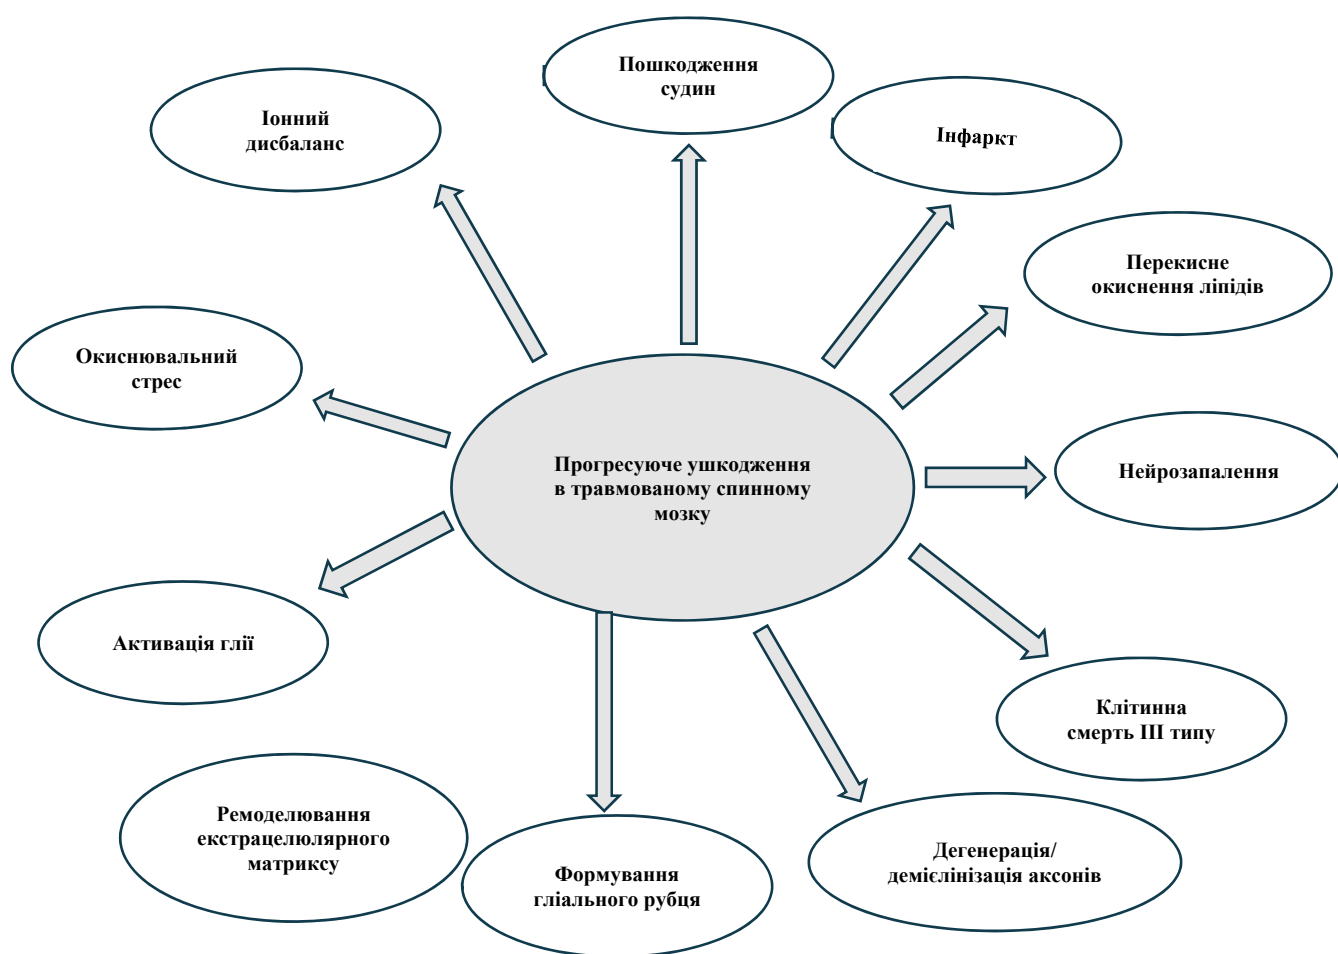 Пошкодження
судин
Іонний
дисбаланс
Інфаркт
Перекисне
окиснення ліпідів
Окиснювальний
стрес
Прогресуюче ушкодження
в травмованому спинному
мозку
Нейрозапалення
Активація глії
Клітинна
смерть III типу
Ремоделювання
екстрацелюлярного
матриксу
Формування
гліального рубця
Дегенерація/
демієлінізація аксонів